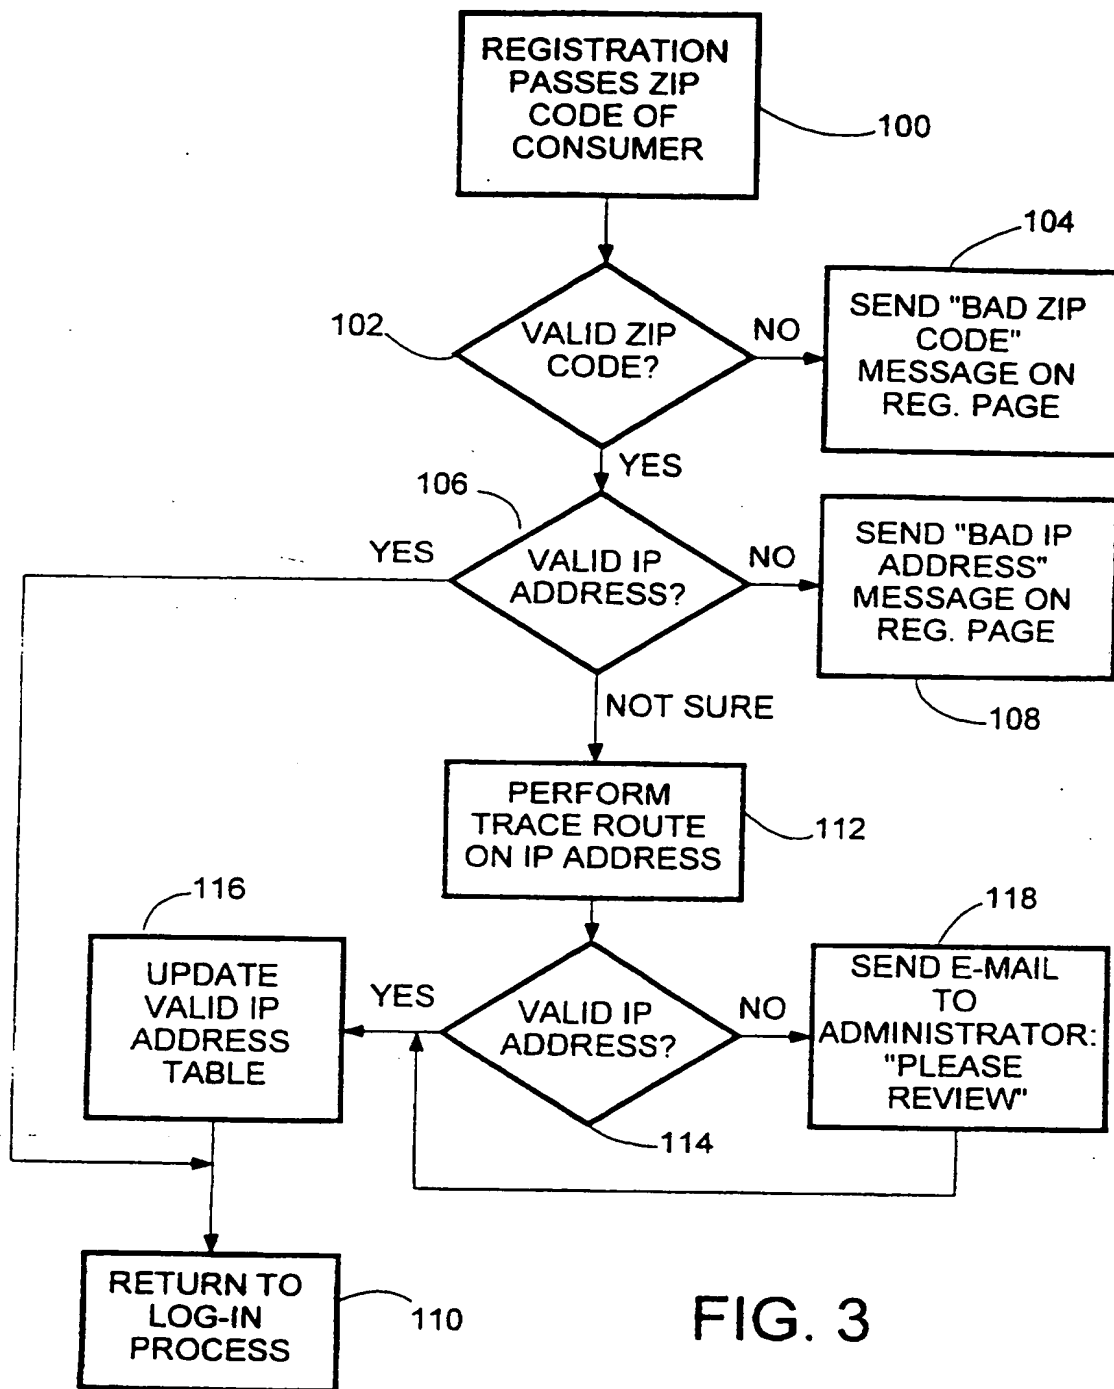 REGISTRATION
PASSES ZIP
CODE OF
CONSUMER
100
104
102
VALID ZIP
CODE?
NO
SEND "BAD ZIP
CODE"
MESSAGE ON
REG. PAGE
YES
106
YES
VALID IP
ADDRESS?
NO
SEND "BAD IP
ADDRESS"
MESSAGE ON
REG. PAGE
NOT SURE
108
PERFORM
TRACE ROUTE
ON IP ADDRESS
112
116
118
UPDATE
VALID IP
ADDRESS
TABLE
YES
VALID IP
ADDRESS?
NO
SEND E-MAIL
TO
ADMINISTRATOR:
"PLEASE
REVIEW"
114
RETURN TO
LOG-IN
PROCESS
110
FIG. 3